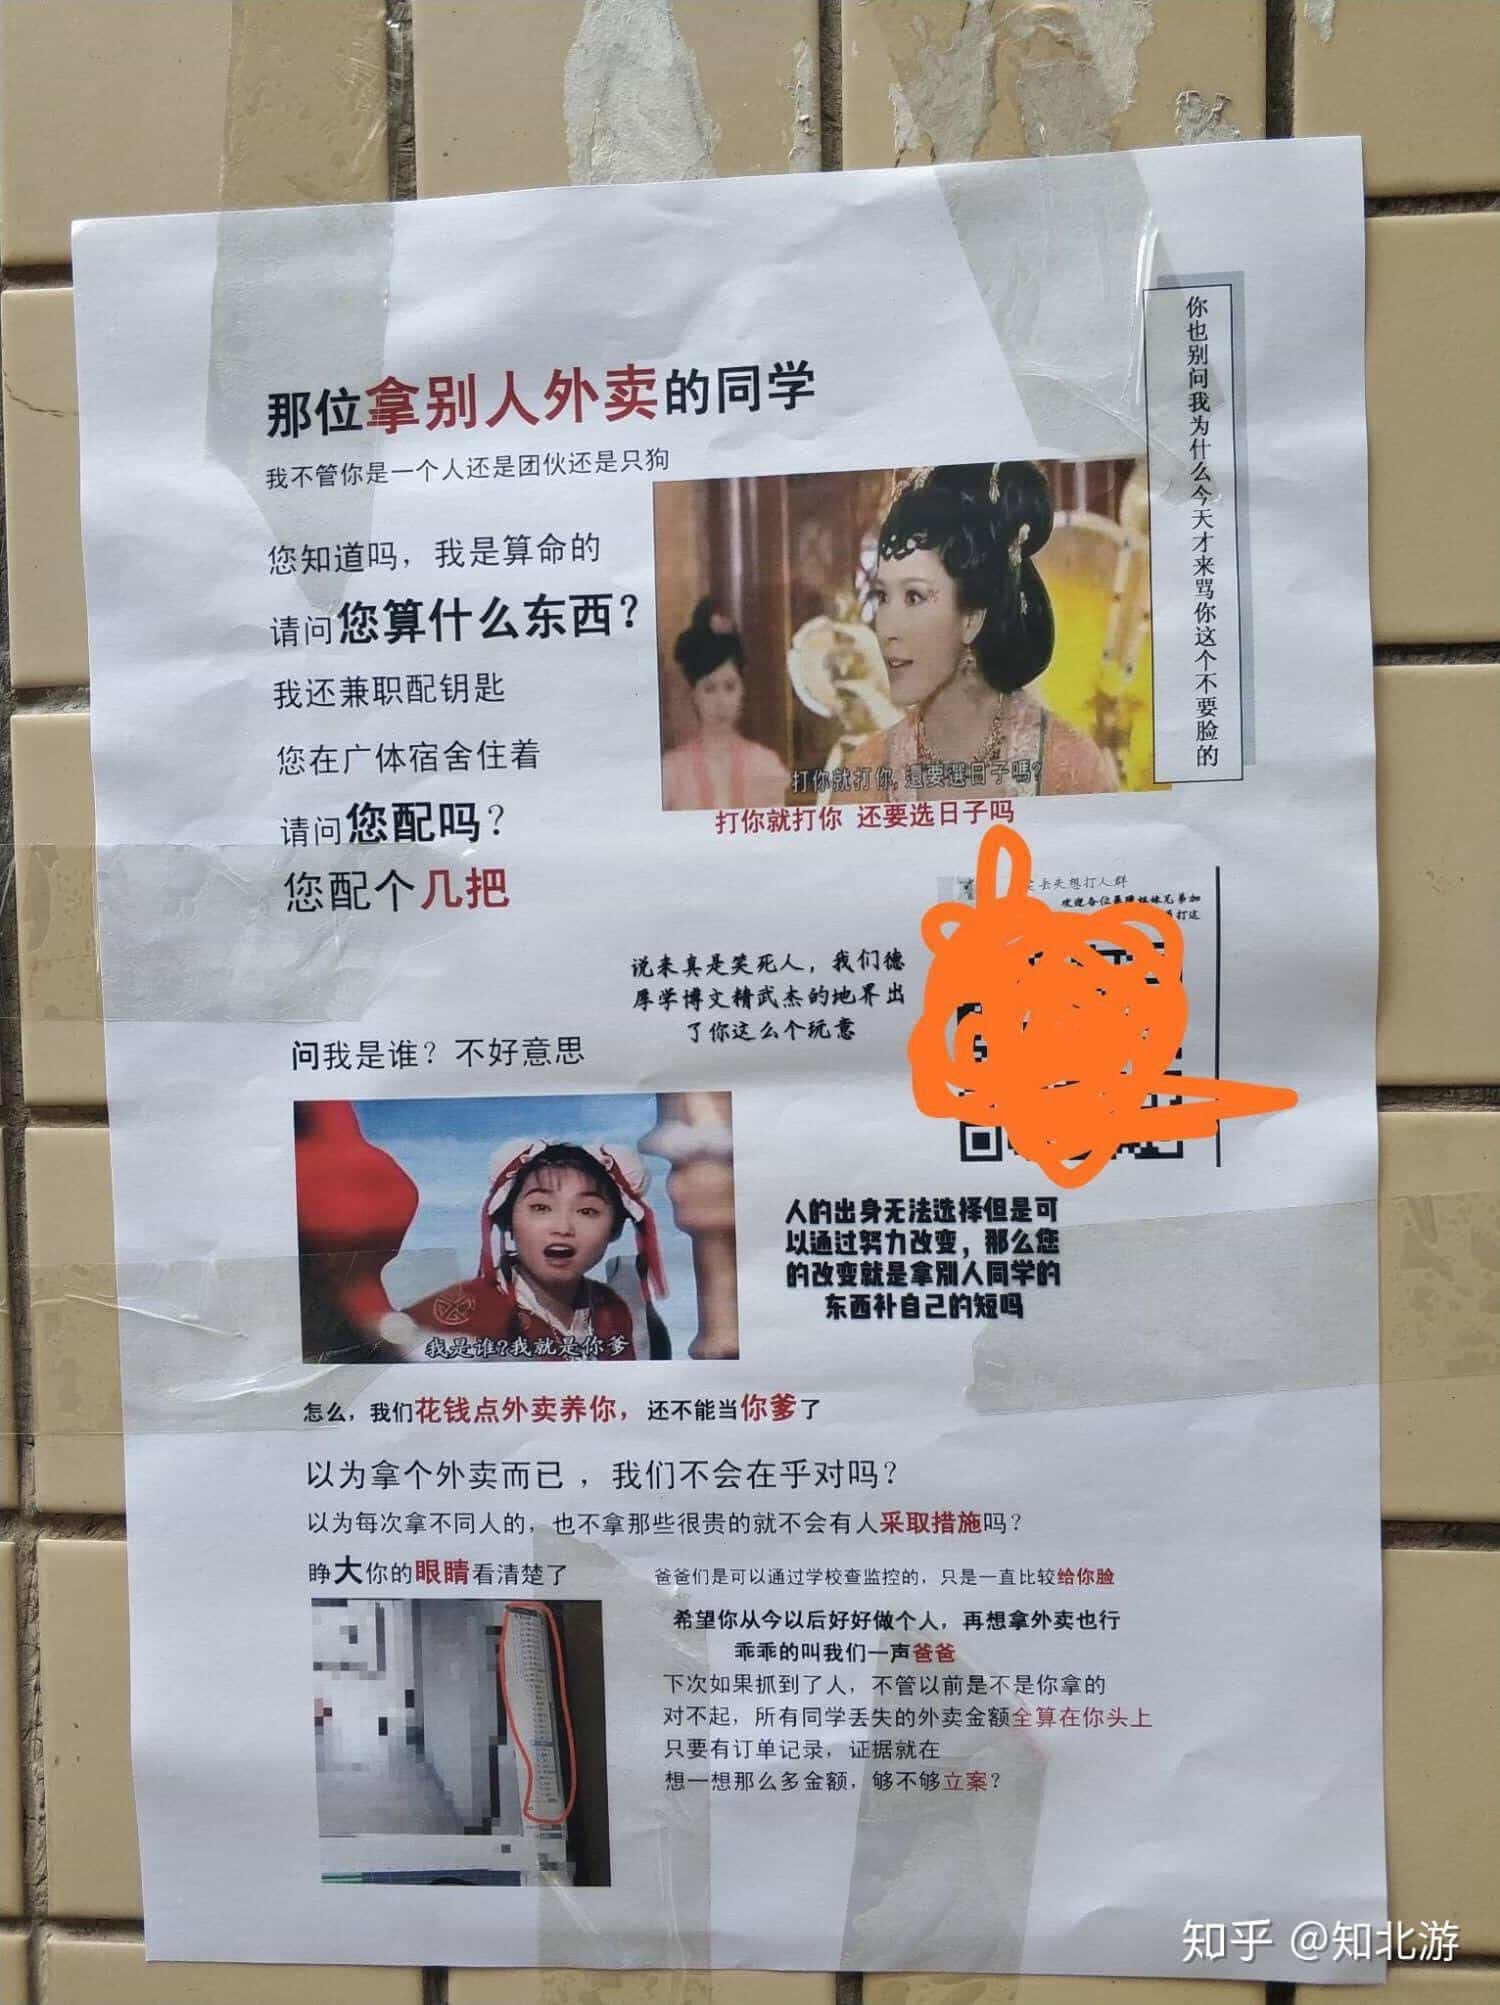 那位拿别人外卖的同学
我不管你是一个人还是团伙还是只狗
您知道吗，我是算命的
请问您算什么东西？
我还兼职配钥匙
您在广体宿舍住着
请问您配吗？
您配个几把
你也别问我为什么今天才来骂你这个不要脸的
打你就打你,還要選日子嗎?
打你就打你 还要选日子吗
丢失想打人群
欢迎各位暴躁姐妹兄弟加
打这
说来真是笑死人，我们德
厚学博文精武杰的地界出
了你这么个玩意
问我是谁？不好意思
我是谁?我就是你爹
人的出身无法选择但是可
以通过努力改变，那么您
的改变就是拿别人同学的
东西补自己的短吗
怎么，我们花钱点外卖养你，还不能当你爹了
以为拿个外卖而已 ，我们不会在乎对吗？
以为每次拿不同人的，也不拿那些很贵的就不会有人采取措施吗？
睁大你的眼睛看清楚了
爸爸们是可以通过学校查监控的，只是一直比较给你脸
希望你从今以后好好做个人，再想拿外卖也行
乖乖的叫我们一声爸爸
下次如果抓到了人，不管以前是不是你拿的
对不起，所有同学丢失的外卖金额全算在你头上
只要有订单记录，证据就在
想一想那么多金额，够不够立案？
知乎 @知北游